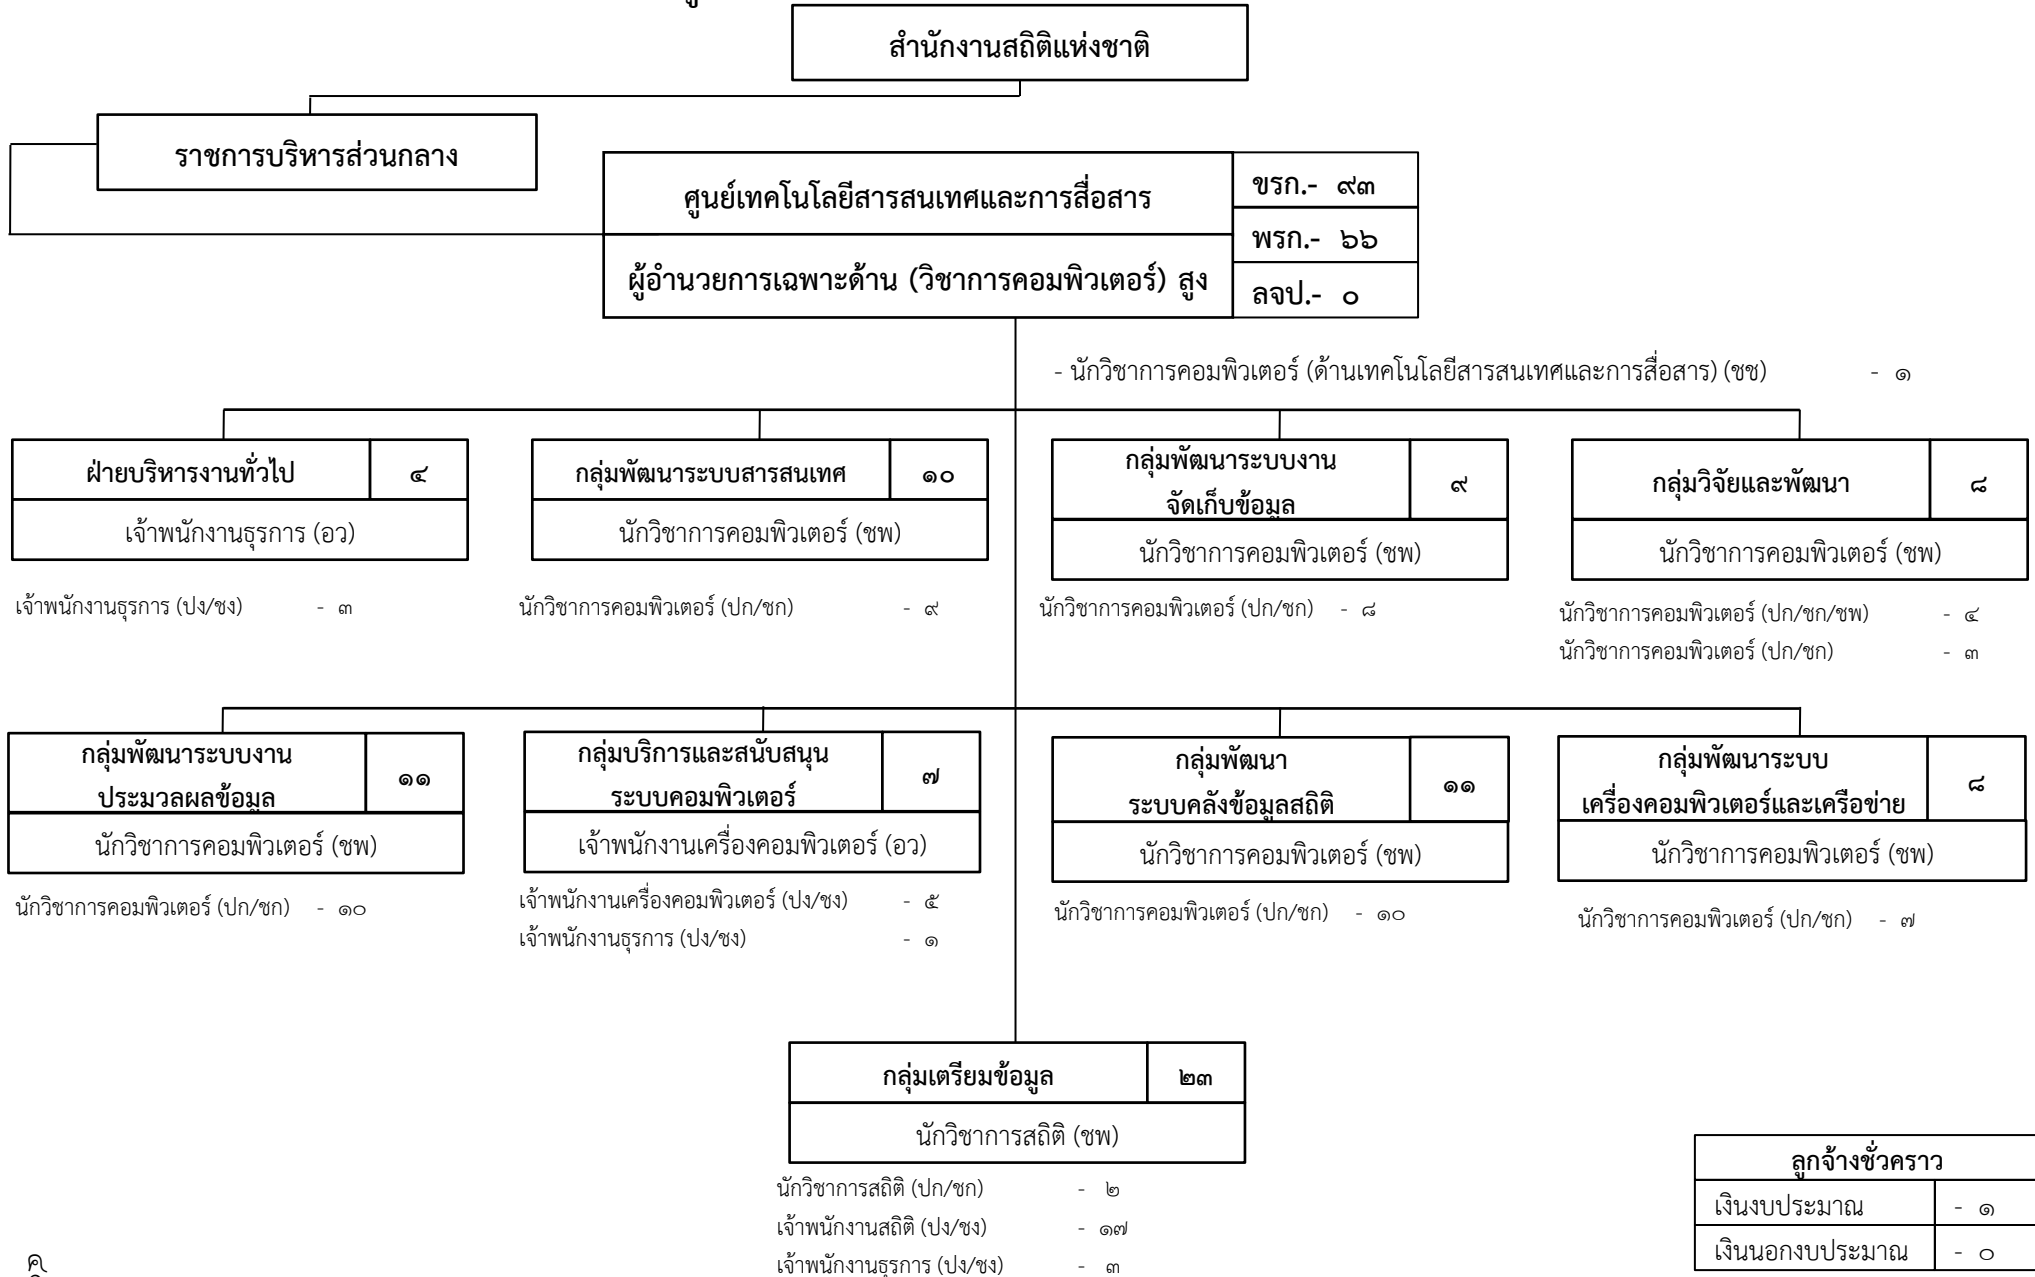 สำนักงานสถิติแห่งชาติ
ราชการบริหารส่วนกลาง
ศูนย์เทคโนโลยีสารสนเทศและการสื่อสาร
ขรก.- ๙๓
พรก.- ๖๖
ผู้อำนวยการเฉพาะด้าน (วิชาการคอมพิวเตอร์) สูง
ลจป.- ๐
- นักวิชาการคอมพิวเตอร์ (ด้านเทคโนโลยีสารสนเทศและการสื่อสาร) (ชช) - ๑
ฝ่ายบริหารงานทั่วไป ๔
เจ้าพนักงานธุรการ (อว)
เจ้าพนักงานธุรการ (ปง/ชง) - ๓
กลุ่มพัฒนาระบบสารสนเทศ ๑๐
นักวิชาการคอมพิวเตอร์ (ชพ)
นักวิชาการคอมพิวเตอร์ (ปก/ชก) - ๙
กลุ่มพัฒนาระบบงาน
จัดเก็บข้อมูล ๙
นักวิชาการคอมพิวเตอร์ (ชพ)
นักวิชาการคอมพิวเตอร์ (ปก/ชก) - ๘
กลุ่มวิจัยและพัฒนา ๘
นักวิชาการคอมพิวเตอร์ (ชพ)
นักวิชาการคอมพิวเตอร์ (ปก/ชก/ชพ) - ๔
นักวิชาการคอมพิวเตอร์ (ปก/ชก) - ๓
กลุ่มพัฒนาระบบงาน
ประมวลผลข้อมูล ๑๑
นักวิชาการคอมพิวเตอร์ (ชพ)
นักวิชาการคอมพิวเตอร์ (ปก/ชก) - ๑๐
กลุ่มบริการและสนับสนุน
ระบบคอมพิวเตอร์ ๗
เจ้าพนักงานเครื่องคอมพิวเตอร์ (อว)
เจ้าพนักงานเครื่องคอมพิวเตอร์ (ปง/ชง) - ๕
เจ้าพนักงานธุรการ (ปง/ชง) - ๑
กลุ่มพัฒนา
ระบบคลังข้อมูลสถิติ ๑๑
นักวิชาการคอมพิวเตอร์ (ชพ)
นักวิชาการคอมพิวเตอร์ (ปก/ชก) - ๑๐
กลุ่มพัฒนาระบบ
เครื่องคอมพิวเตอร์และเครือข่าย ๘
นักวิชาการคอมพิวเตอร์ (ชพ)
นักวิชาการคอมพิวเตอร์ (ปก/ชก) - ๗
กลุ่มเตรียมข้อมูล ๒๓
นักวิชาการสถิติ (ชพ)
นักวิชาการสถิติ (ปก/ชก) - ๒
เจ้าพนักงานสถิติ (ปง/ชง) - ๑๗
เจ้าพนักงานธุรการ (ปง/ชง) - ๓
ลูกจ้างชั่วคราว
เงินงบประมาณ - ๑
เงินนอกงบประมาณ - ๐